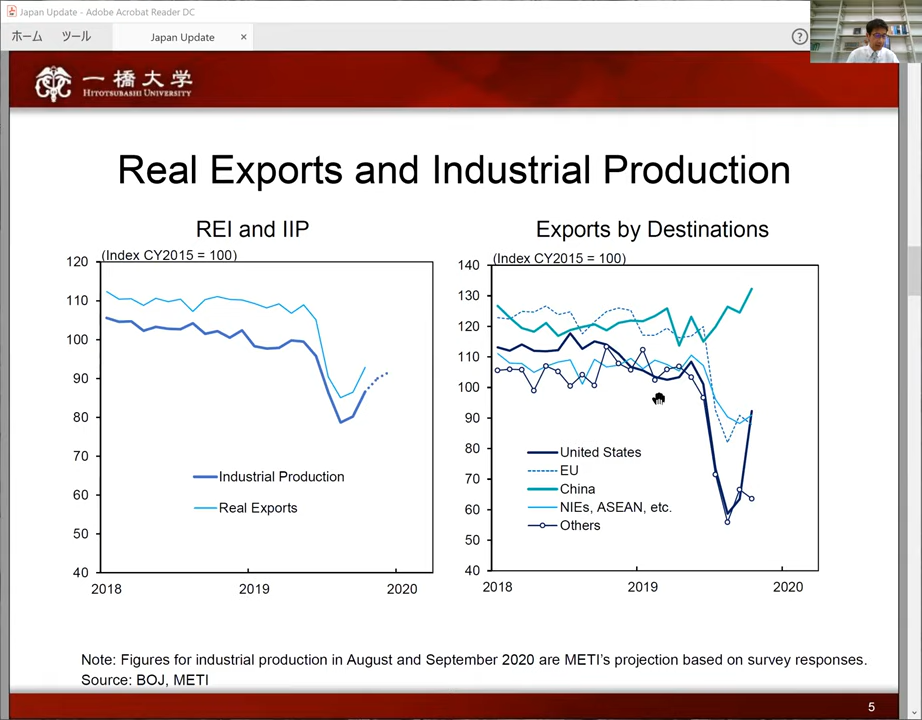 Japan Update - Adobe Acrobat Reader DC
ホーム ツール Japan Update ×
?
一橋大学
HITOTSUBASHI UNIVERSITY
Real Exports and Industrial Production
REI and IIP
(Index CY2015 = 100)
120
110
100
90
80
70
60
50
40
Industrial Production
Real Exports
2018 2019 2020
Exports by Destinations
(Index CY2015 = 100)
140
130
120
110
100
90
80
70
60
50
40
United States
EU
China
NIEs, ASEAN, etc.
Others
2018 2019 2020
Note: Figures for industrial production in August and September 2020 are METI's projection based on survey responses.
Source: BOJ, METI
5